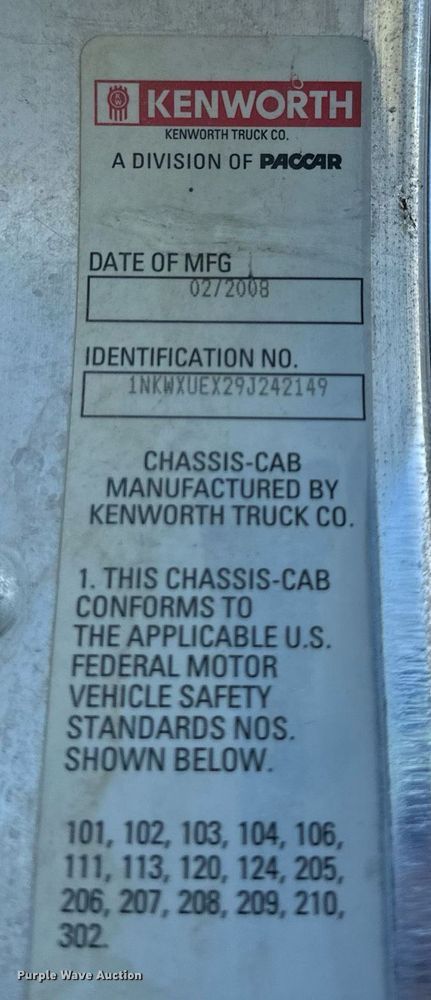 KENWORTH
KENWORTH TRUCK CO.
A DIVISION OF PACCAR
DATE OF MFG
02/2008
IDENTIFICATION NO.
1NKWXUEX29J242149
CHASSIS-CAB
MANUFACTURED BY
KENWORTH TRUCK CO.
1. THIS CHASSIS-CAB
CONFORMS TO
THE APPLICABLE U.S.
FEDERAL MOTOR
VEHICLE SAFETY
STANDARDS NOS.
SHOWN BELOW.
101, 102, 103, 104, 106,
111, 113, 120, 124, 205,
206, 207, 208, 209, 210,
302.
Purple Wave Auction